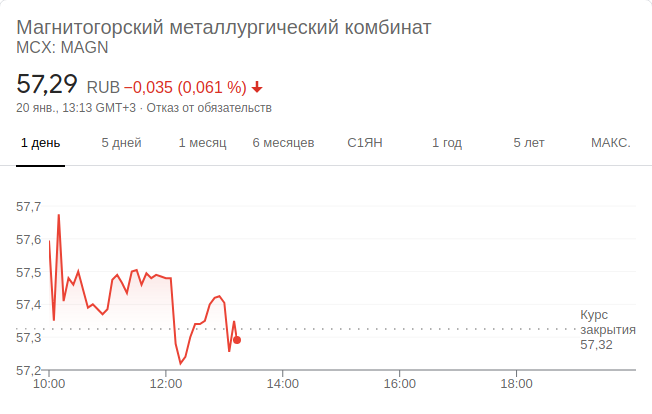 Магнитогорский металлургический комбинат
MCX: MAGN
57,29 RUB −0,035 (0,061 %)
20 янв., 13:13 GMT+3 · Отказ от обязательств
1 день 5 дней 1 месяц 6 месяцев С1ЯН 1 год 5 лет МАКС.
57,7
57,6
57,5
57,4
57,3
57,2
Курс
закрытия
57,32
10:00 12:00 14:00 16:00 18:00